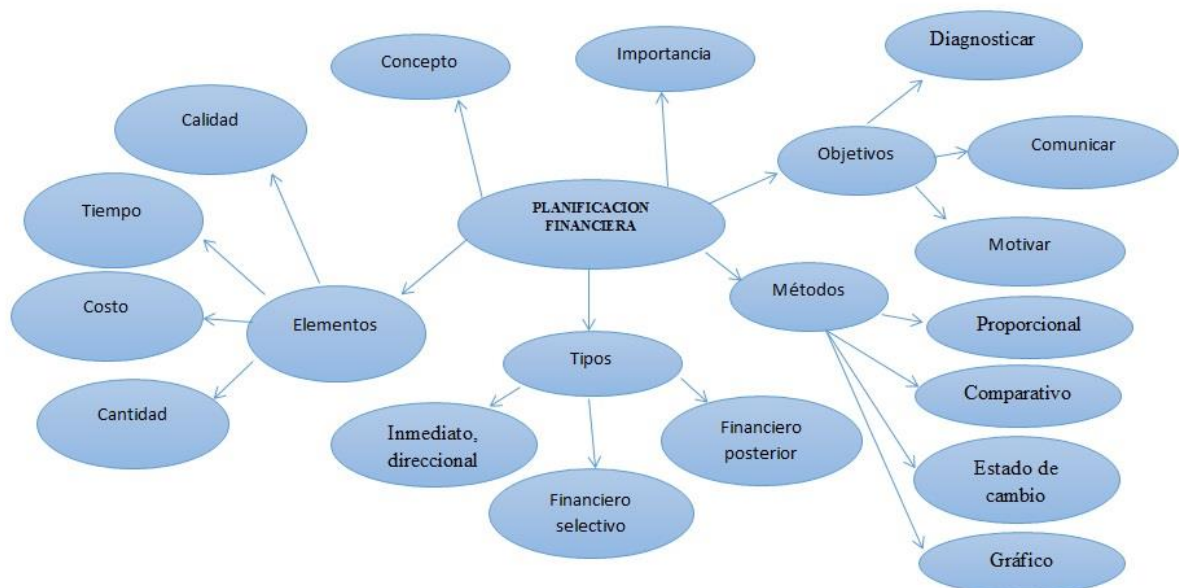 Concepto
Importancia
Diagnosticar
Calidad
Objetivos
Comunicar
Tiempo
PLANIFICACION
FINANCIERA
Motivar
Costo
Elementos
Métodos
Proporcional
Tipos
Comparativo
Cantidad
Inmediato,
direccional
Financiero
posterior
Estado de
cambio
Financiero
selectivo
Gráfico